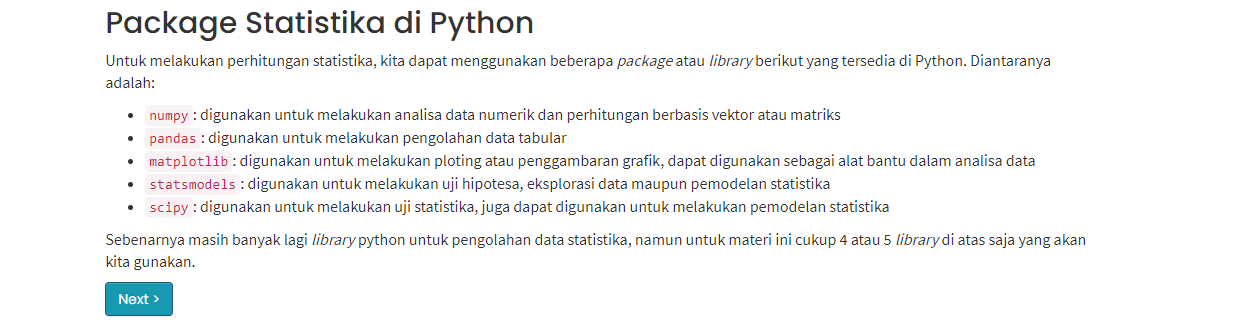 Package Statistika di Python
Untuk melakukan perhitungan statistika, kita dapat menggunakan beberapa package atau library berikut yang tersedia di Python. Diantaranya
adalah:
• numpy : digunakan untuk melakukan analisa data numerik dan perhitungan berbasis vektor atau matriks
• pandas : digunakan untuk melakukan pengolahan data tabular
• matplotlib : digunakan untuk melakukan ploting atau penggambaran grafik, dapat digunakan sebagai alat bantu dalam analisa data
• statsmodels : digunakan untuk melakukan uji hipotesa, eksplorasi data maupun pemodelan statistika
• scipy : digunakan untuk melakukan uji statistika, juga dapat digunakan untuk melakukan pemodelan statistika
Sebenarnya masih banyak lagi library python untuk pengolahan data statistika, namun untuk materi ini cukup 4 atau 5 library di atas saja yang akan
kita gunakan.
Next >